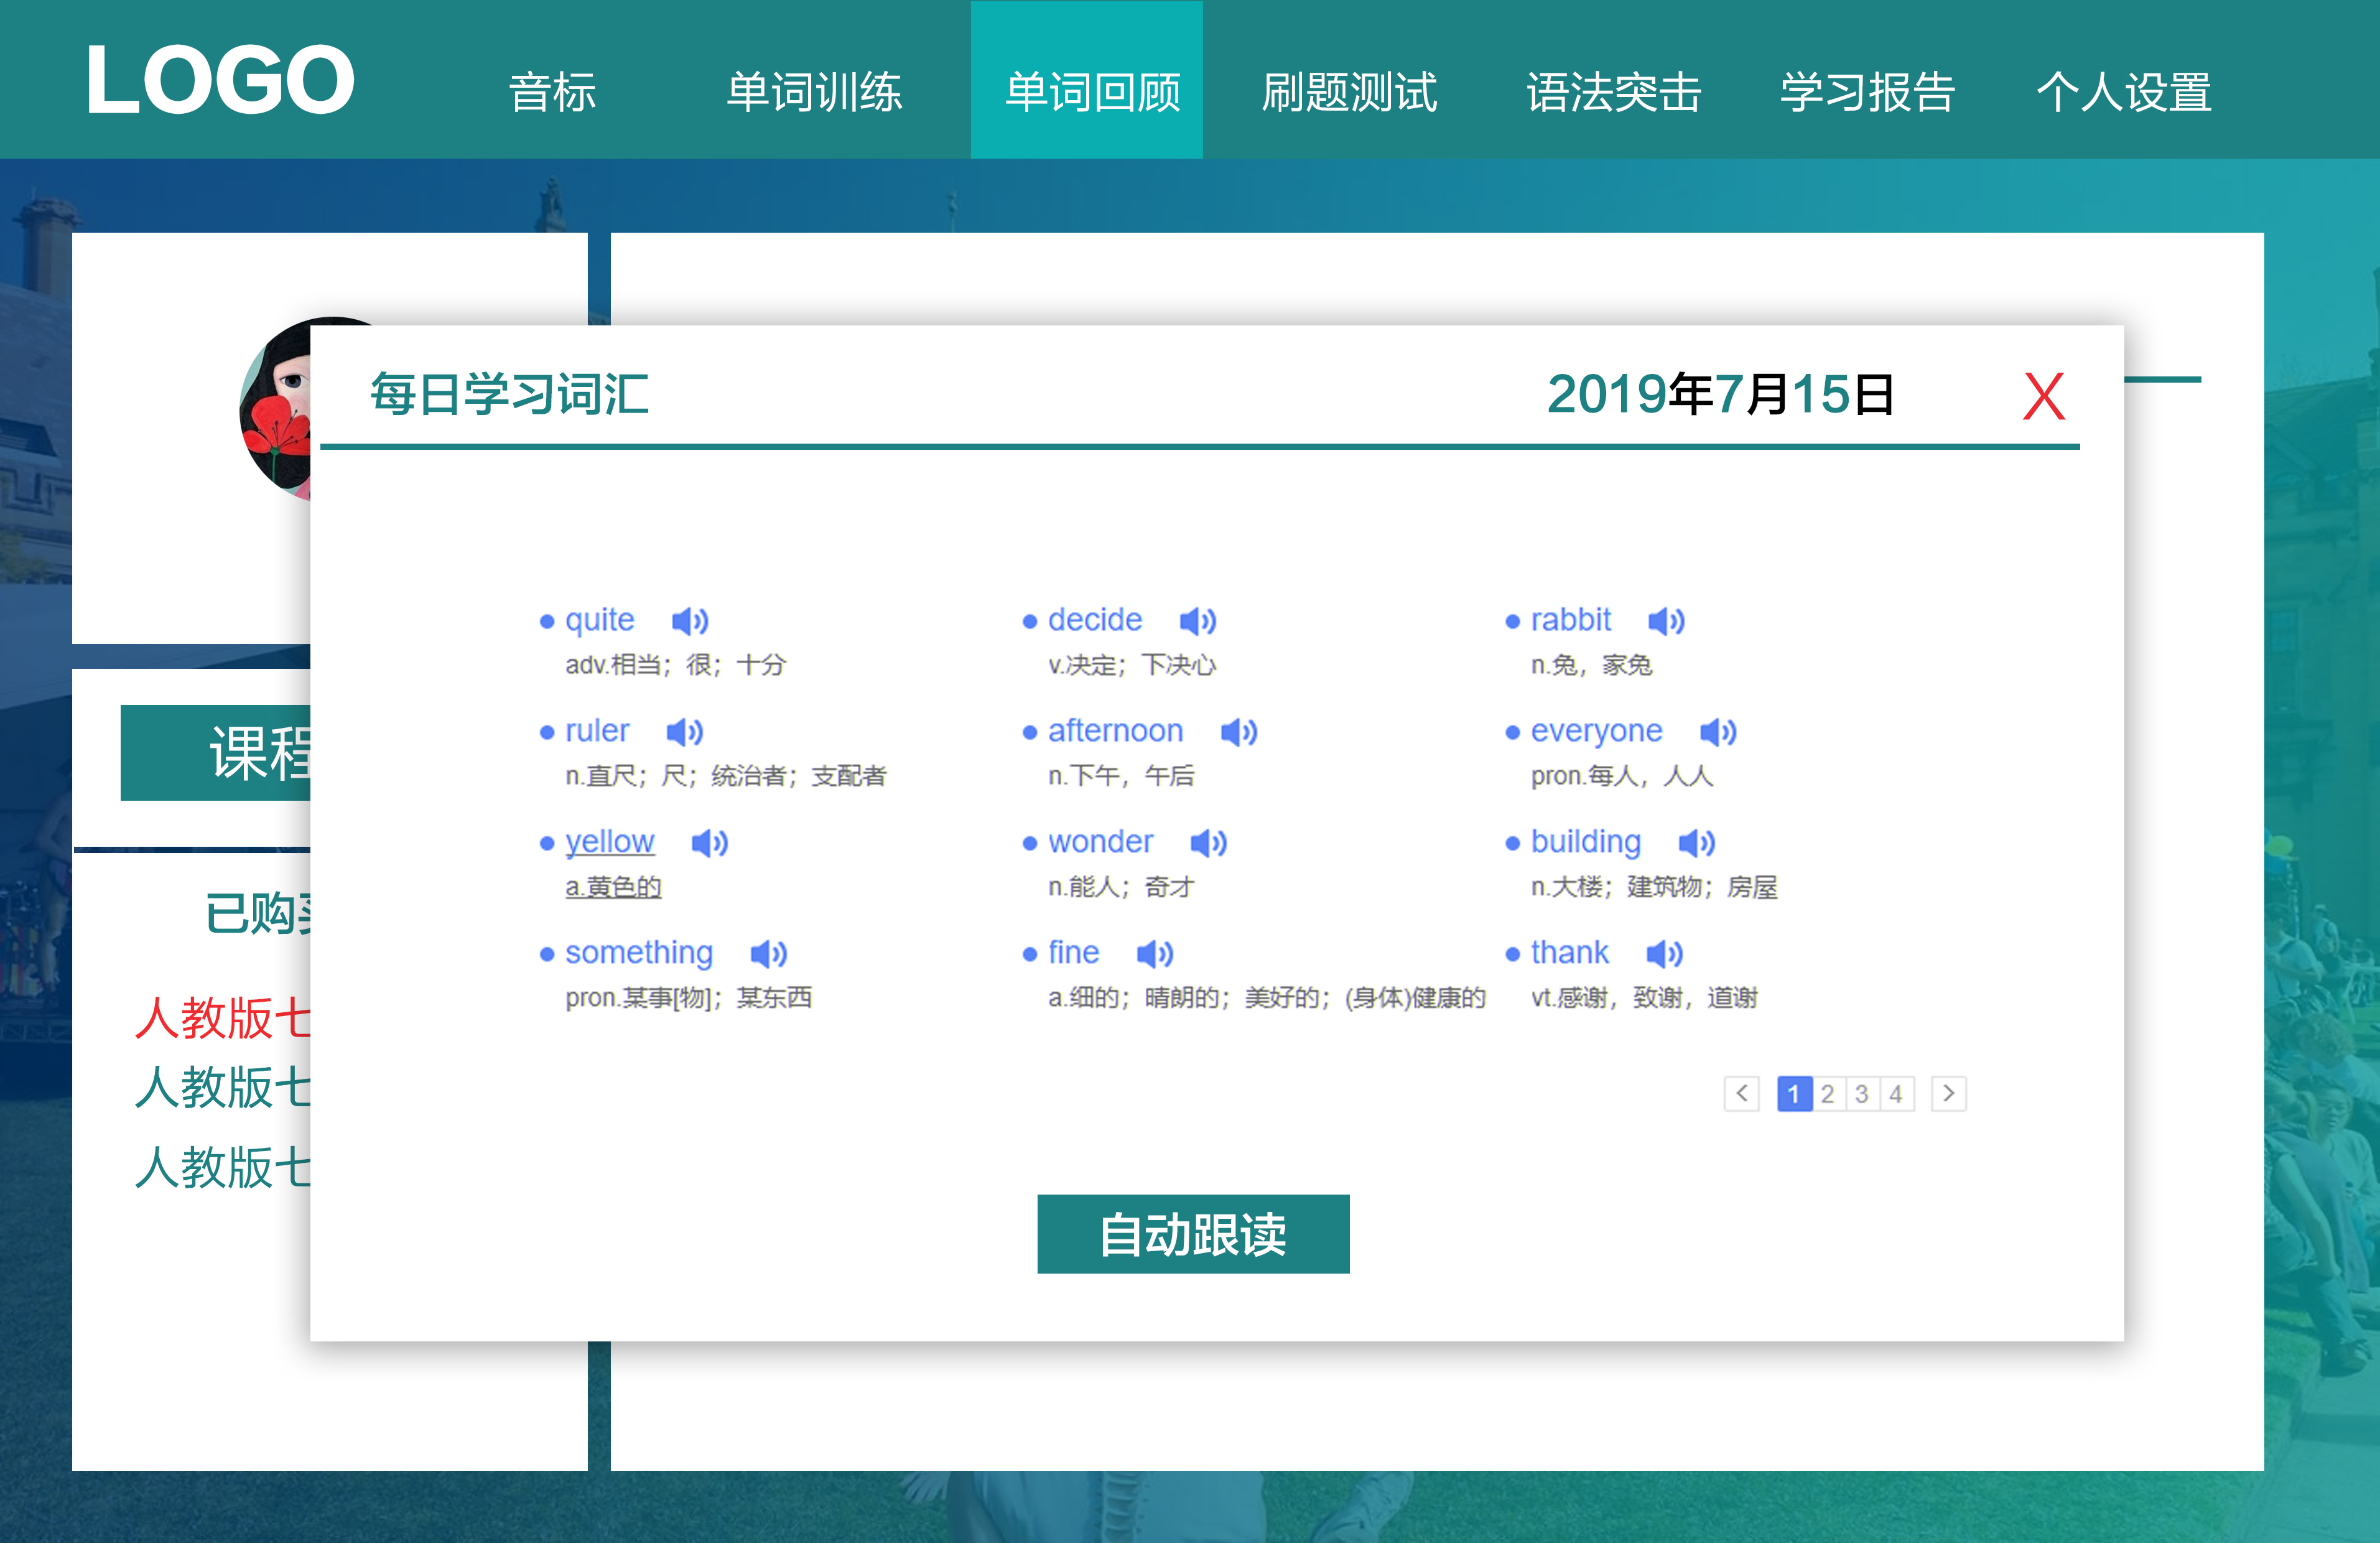 LOGO 音标 单词训练 单词回顾 刷题测试 语法突击 学习报告 个人设置
每日学习词汇 2019年7月15日 X
quite decide rabbit
adv.相当；很；十分 v.决定；下决心 n.兔，家兔
ruler afternoon everyone
n.直尺；尺；统治者；支配者 n.下午，午后 pron.每人，人人
yellow wonder building
a.黄色的 n.能人；奇才 n.大楼；建筑物；房屋
something fine thank
pron.某事[物]；某东西 a.细的；晴朗的；美好的；(身体)健康的 vt.感谢，致谢，道谢
< 1 2 3 4 >
自动跟读
课程
已购买
人教版七
人教版七
人教版七